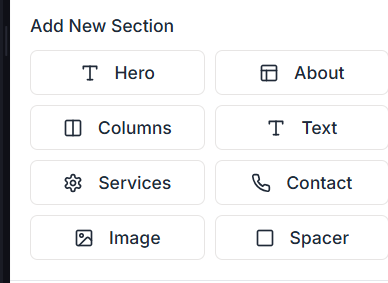 Add New Section
Hero
About
Columns
Text
Services
Contact
Image
Spacer